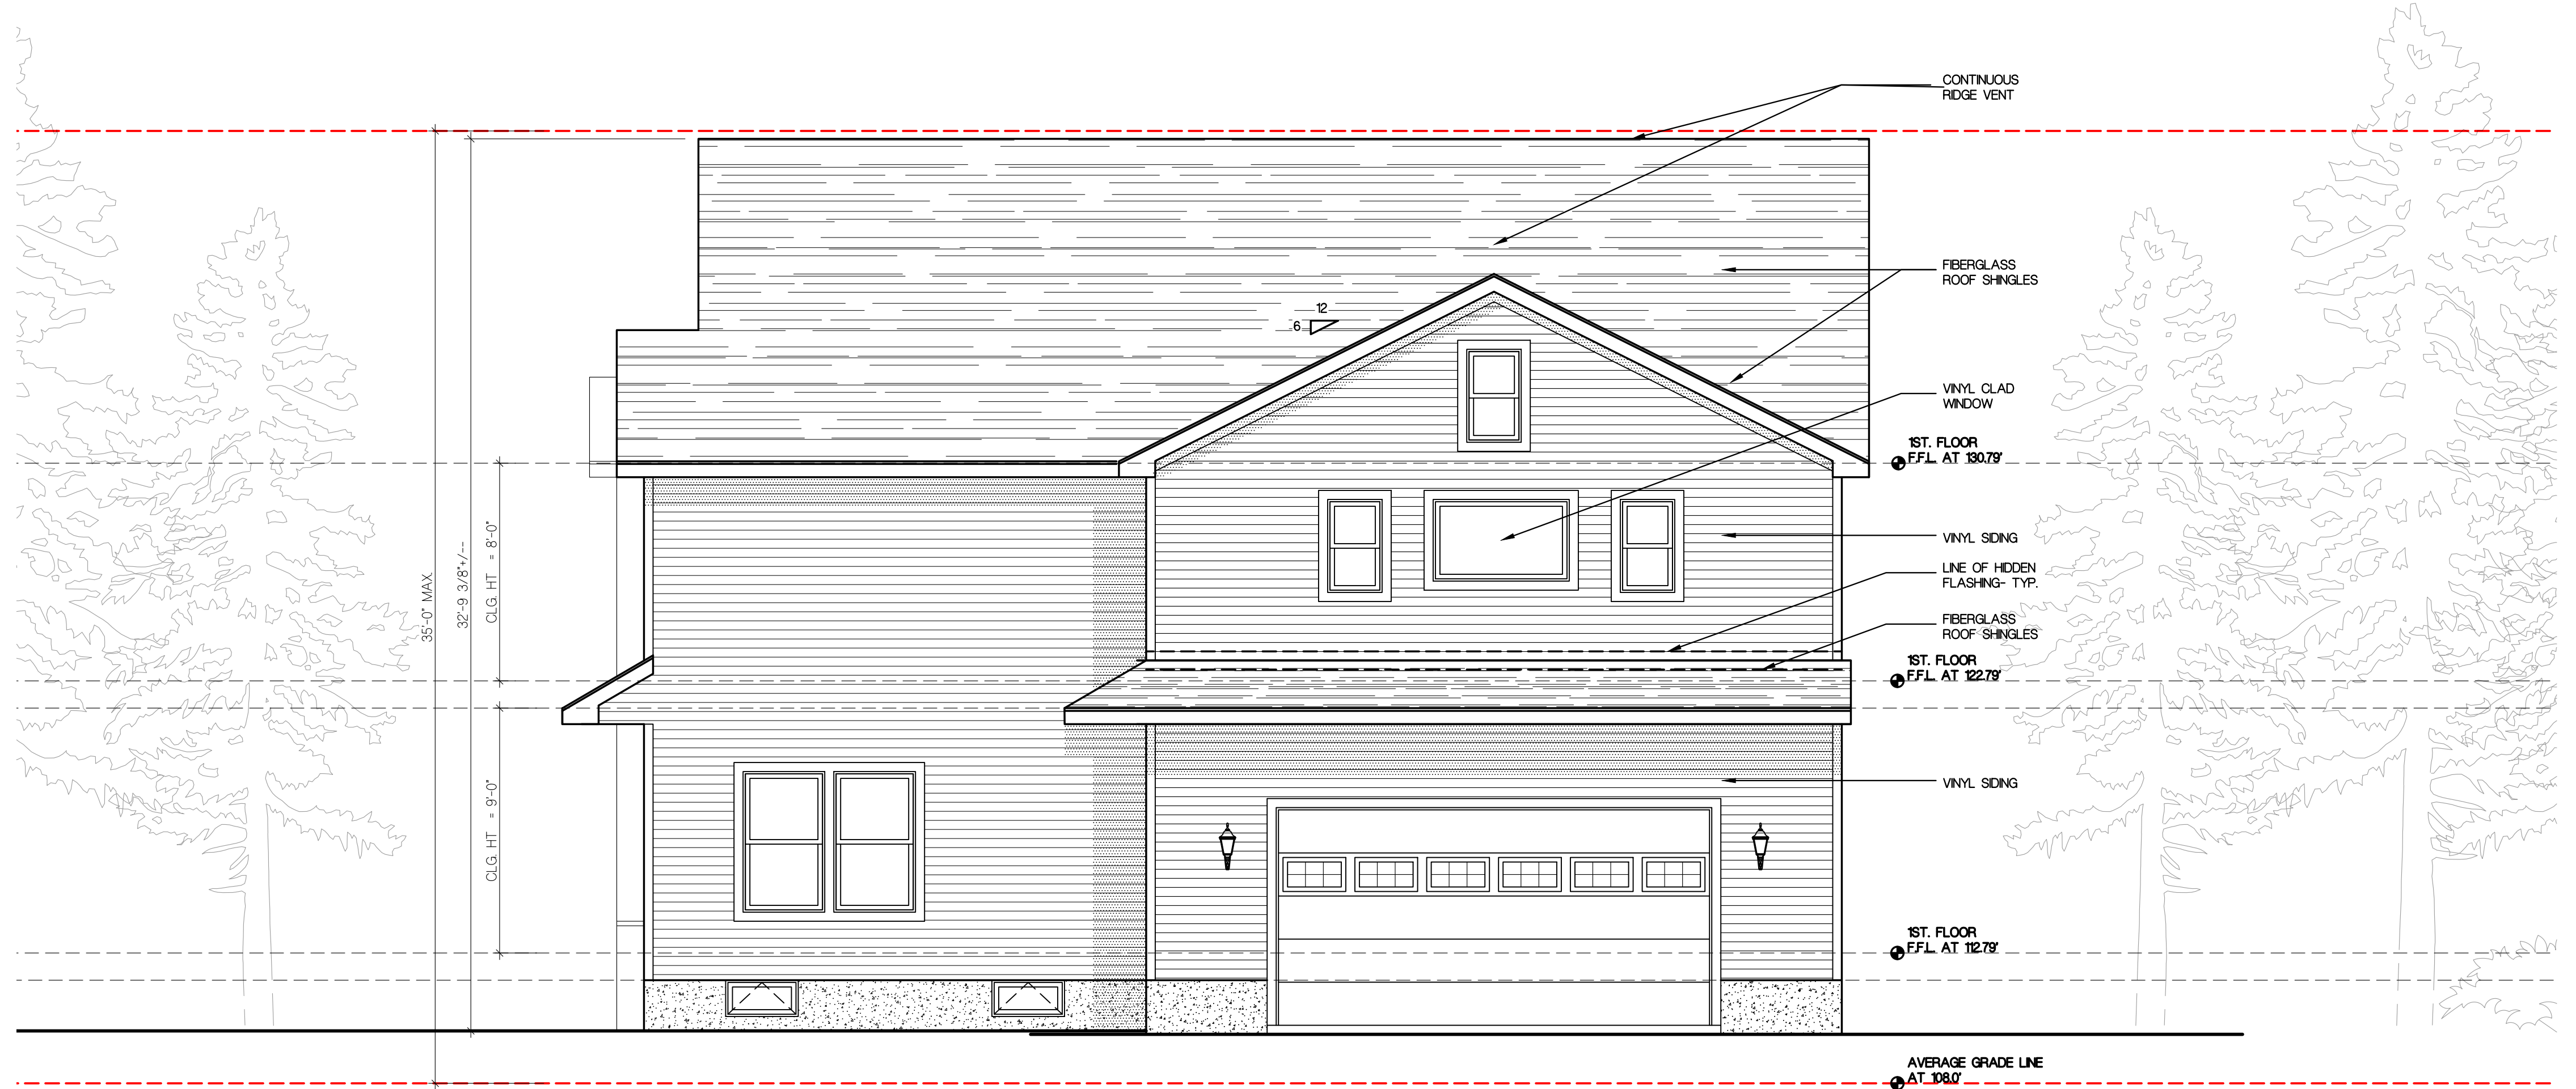 CONTINUOUS
RIDGE VENT
FIBERGLASS
ROOF SHINGLES
12
6
VINYL CLAD
WINDOW
1ST. FLOOR
F.F.L. AT 130.79'
VINYL SIDING
LINE OF HIDDEN
FLASHING- TYP.
FIBERGLASS
ROOF SHINGLES
1ST. FLOOR
F.F.L. AT 122.79'
VINYL SIDING
1ST. FLOOR
F.F.L. AT 112.79'
AVERAGE GRADE LINE
AT 108.0'
35'-0" MAX.
32'-9 3/8"+/--
CLG. HT = 8'-0"
CLG. HT = 9'-0"